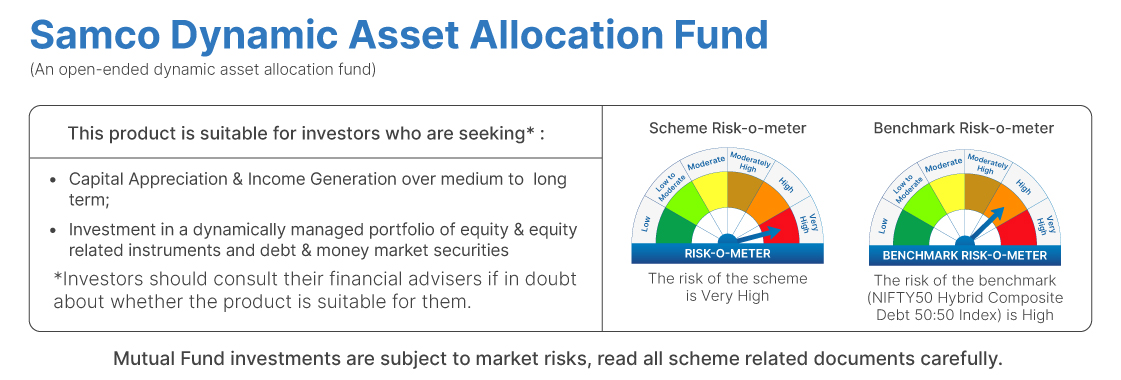 Samco Dynamic Asset Allocation Fund
(An open-ended dynamic asset allocation fund)
This product is suitable for investors who are seeking* :
• Capital Appreciation & Income Generation over medium to long
term;
• Investment in a dynamically managed portfolio of equity & equity
related instruments and debt & money market securities
*Investors should consult their financial advisers if in doubt
about whether the product is suitable for them.
Scheme Risk-o-meter
Low
Low to
Moderate
Moderate
Moderately
High
High
Very
High
RISK-O-METER
The risk of the scheme
is Very High
Benchmark Risk-o-meter
Low
Low to
Moderate
Moderate
Moderately
High
High
Very
High
BENCHMARK RISK-O-METER
The risk of the benchmark
(NIFTY50 Hybrid Composite
Debt 50:50 Index) is High
Mutual Fund investments are subject to market risks, read all scheme related documents carefully.